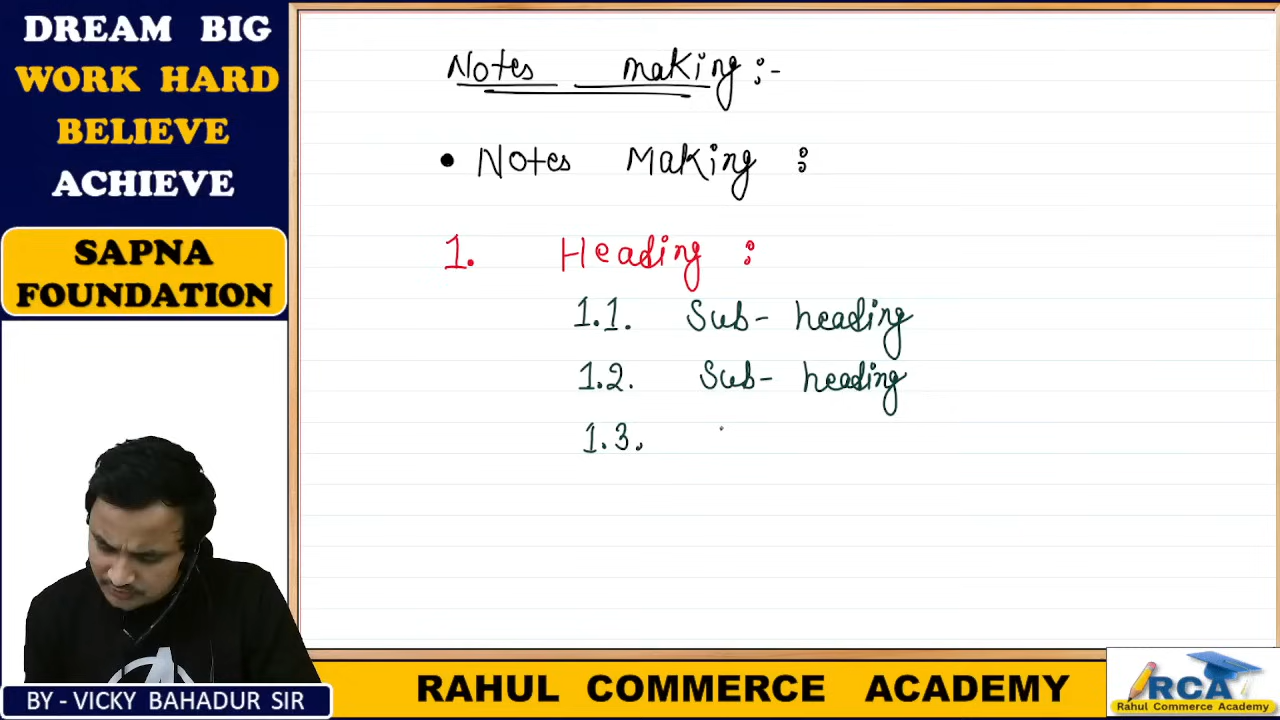 DREAM BIG
WORK HARD
BELIEVE
ACHIEVE
SAPNA
FOUNDATION
Notes making :-
• Notes Making :
1. Heading :
1.1. Sub- heading
1.2. Sub- heading
1.3.
BY - VICKY BAHADUR SIR
RAHUL COMMERCE ACADEMY
RCA
Rahul Commerce Academy